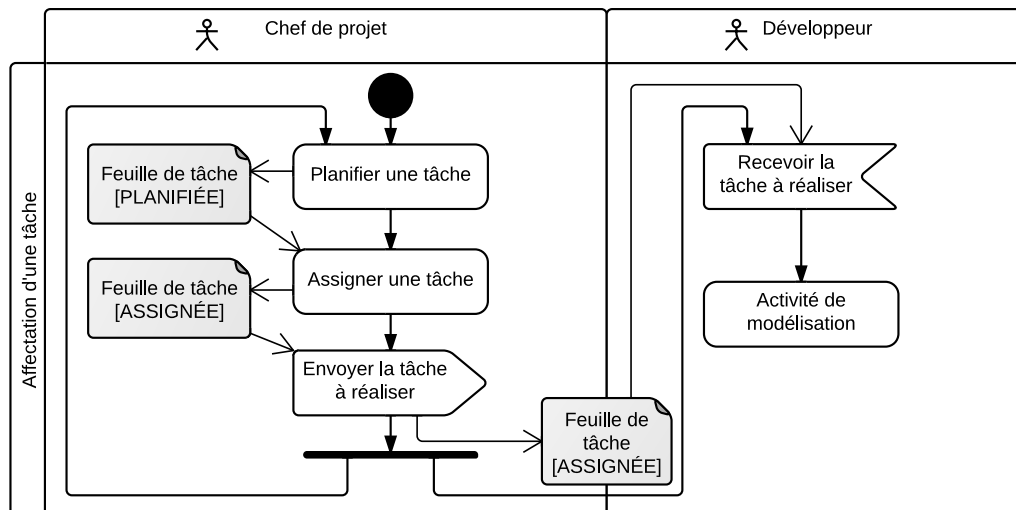 Chef de projet
Développeur
Affectation d'une tâche
Planifier une tâche
Feuille de tâche
[PLANIFIÉE]
Assigner une tâche
Feuille de tâche
[ASSIGNÉE]
Envoyer la tâche
à réaliser
Feuille de
tâche
[ASSIGNÉE]
Recevoir la
tâche à réaliser
Activité de
modélisation